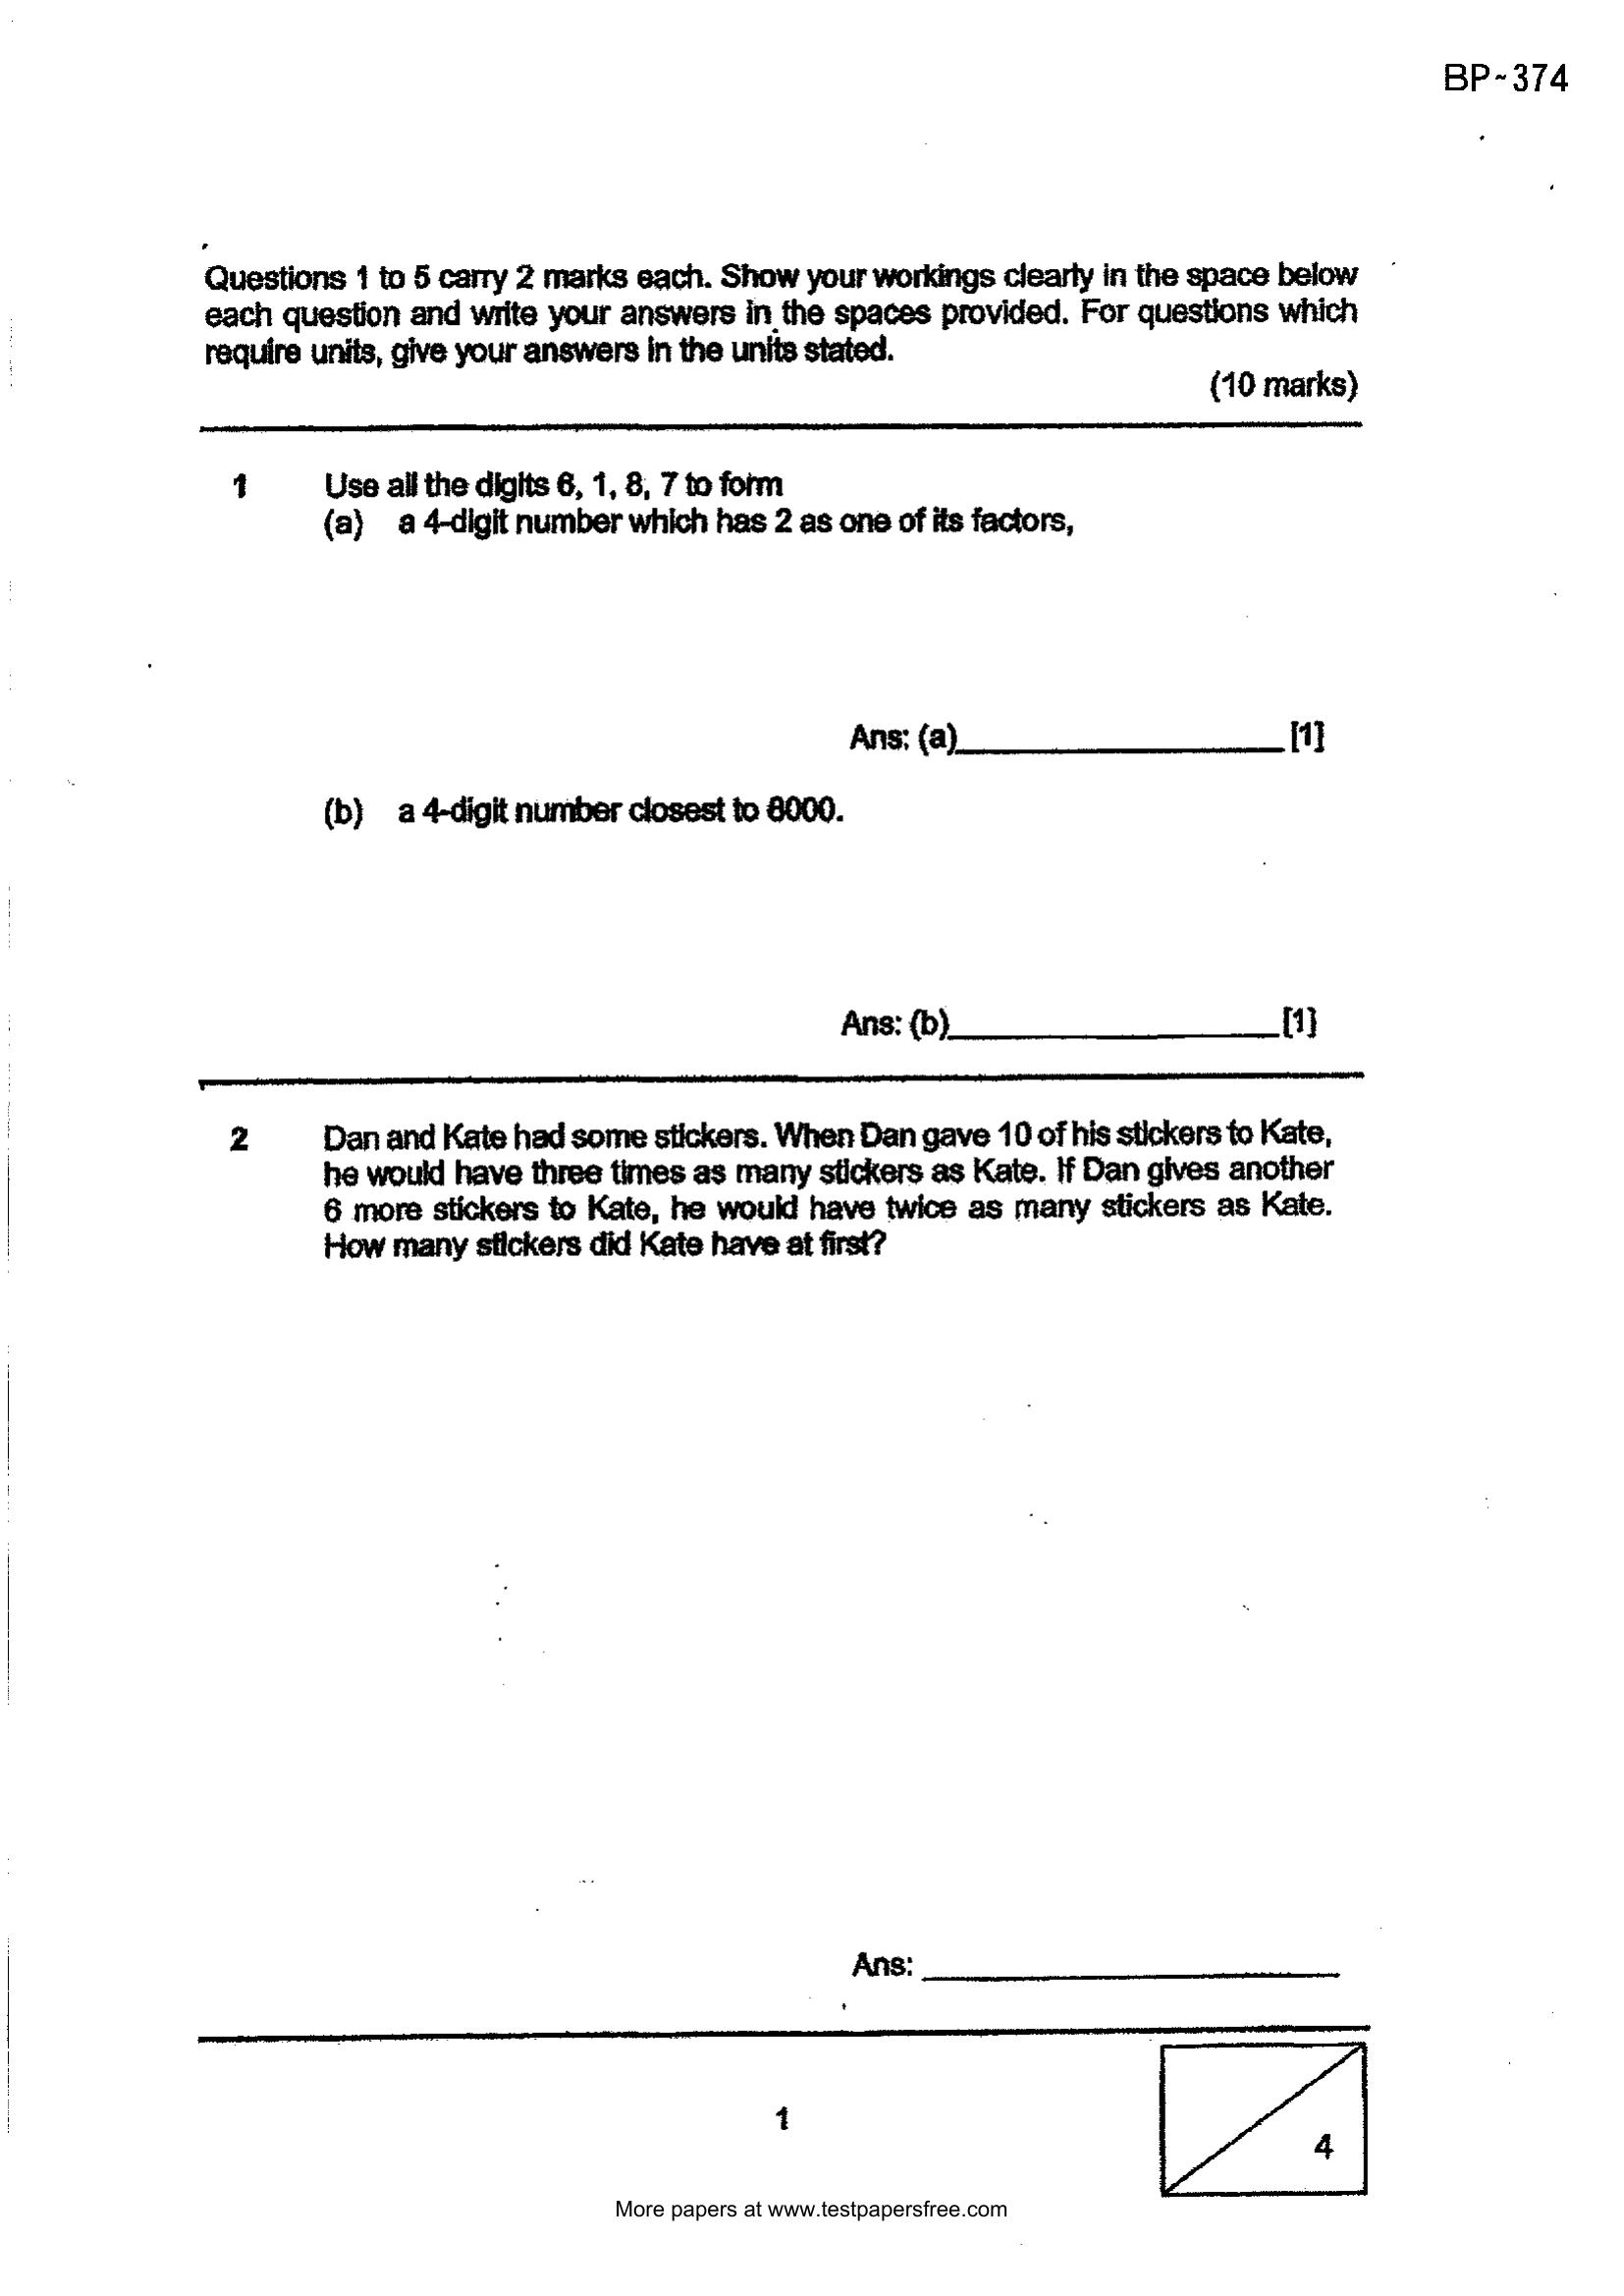 BP~374
Questions 1 to 5 carry 2 marks each. Show your workings clearly in the space below
each question and write your answers in the spaces provided. For questions which
require units, give your answers in the units stated.
(10 marks)
1 Use all the digits 6, 1, 8, 7 to form
(a) a 4-digit number which has 2 as one of its factors,
Ans: (a)____________________[1]
(b) a 4-digit number closest to 8000.
Ans: (b)____________________[1]
2 Dan and Kate had some stickers. When Dan gave 10 of his stickers to Kate,
he would have three times as many stickers as Kate. If Dan gives another
6 more stickers to Kate, he would have twice as many stickers as Kate.
How many stickers did Kate have at first?
Ans: ____________________
1
4
More papers at www.testpapersfree.com